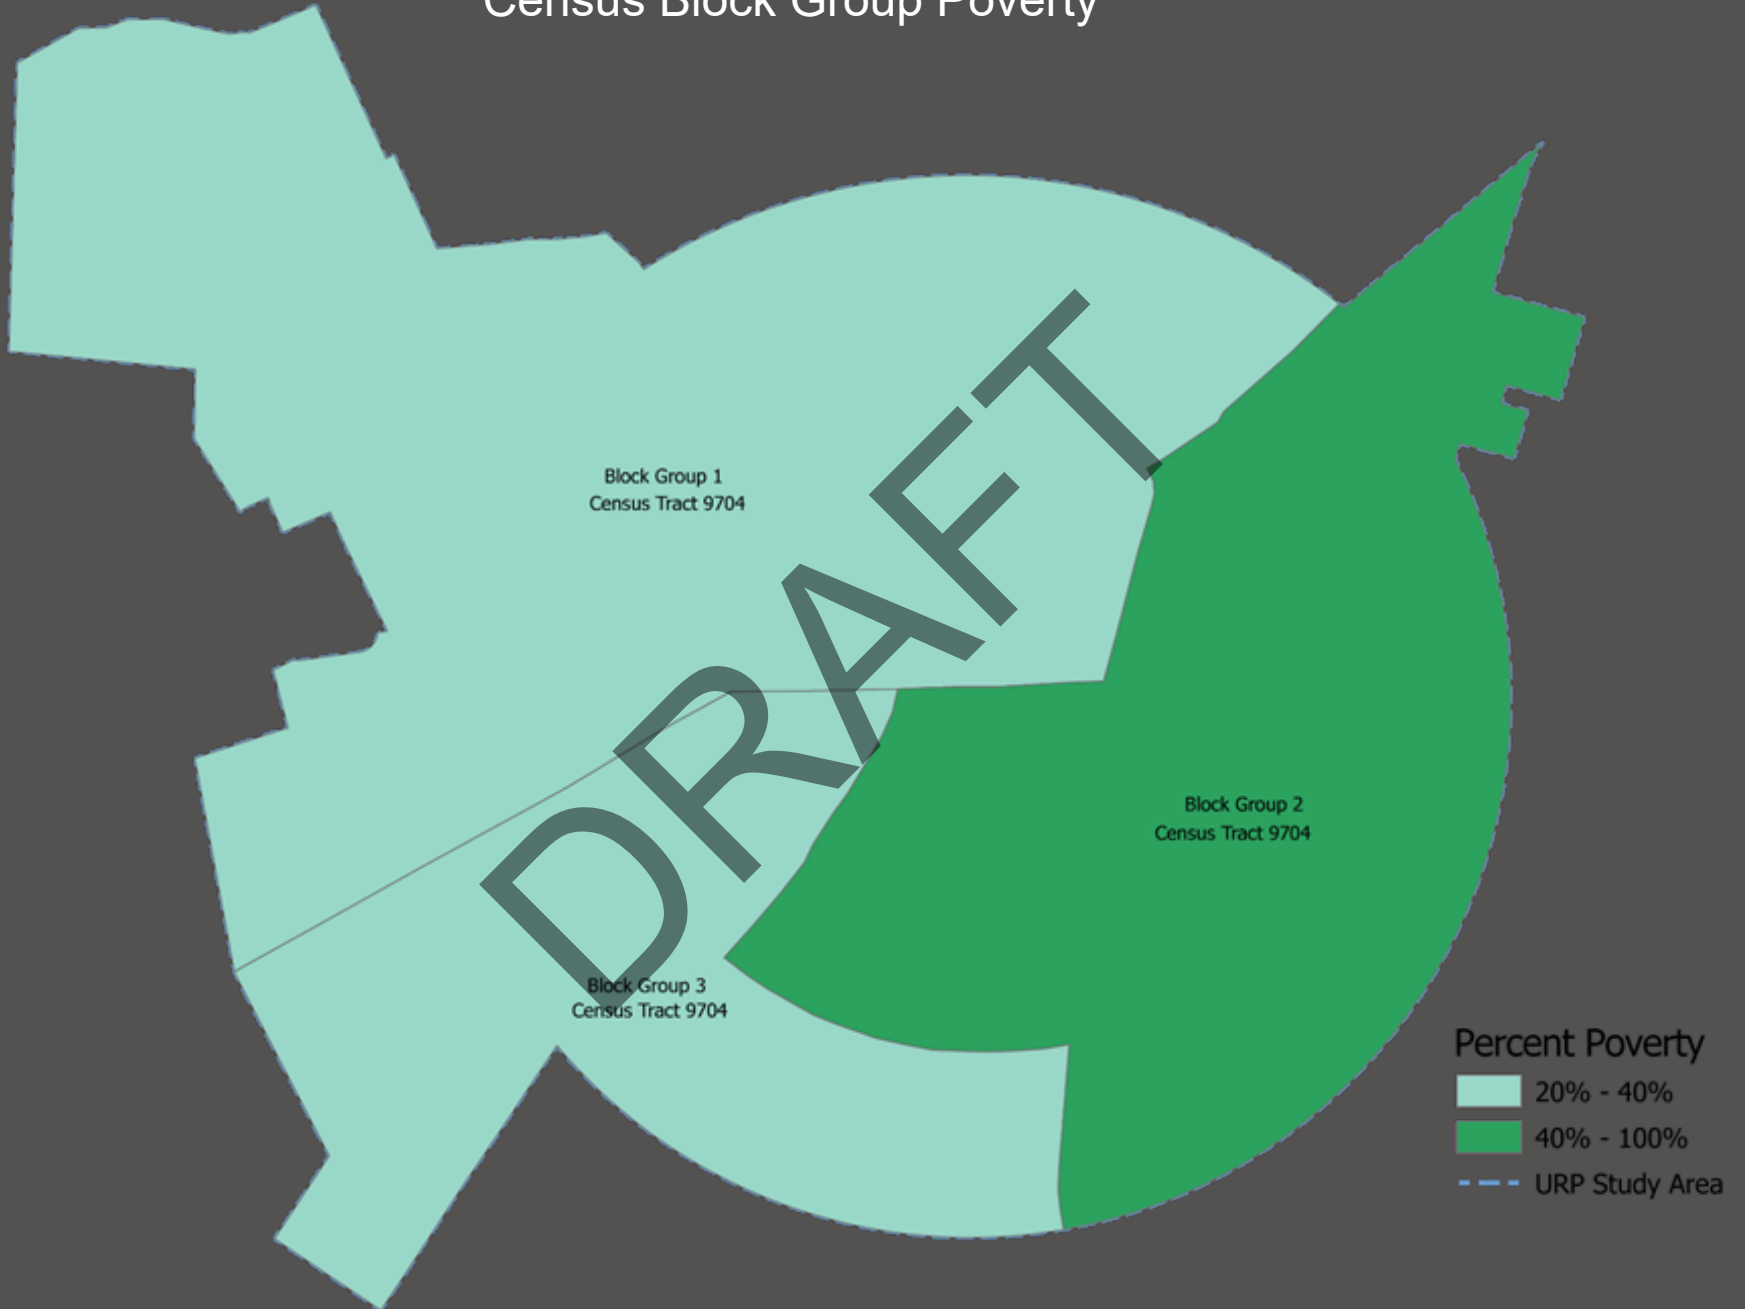 Census Block Group Poverty
Block Group 1
Census Tract 9704
DRAFT
Block Group 2
Census Tract 9704
Block Group 3
Census Tract 9704
Percent Poverty
20% - 40%
40% - 100%
URP Study Area